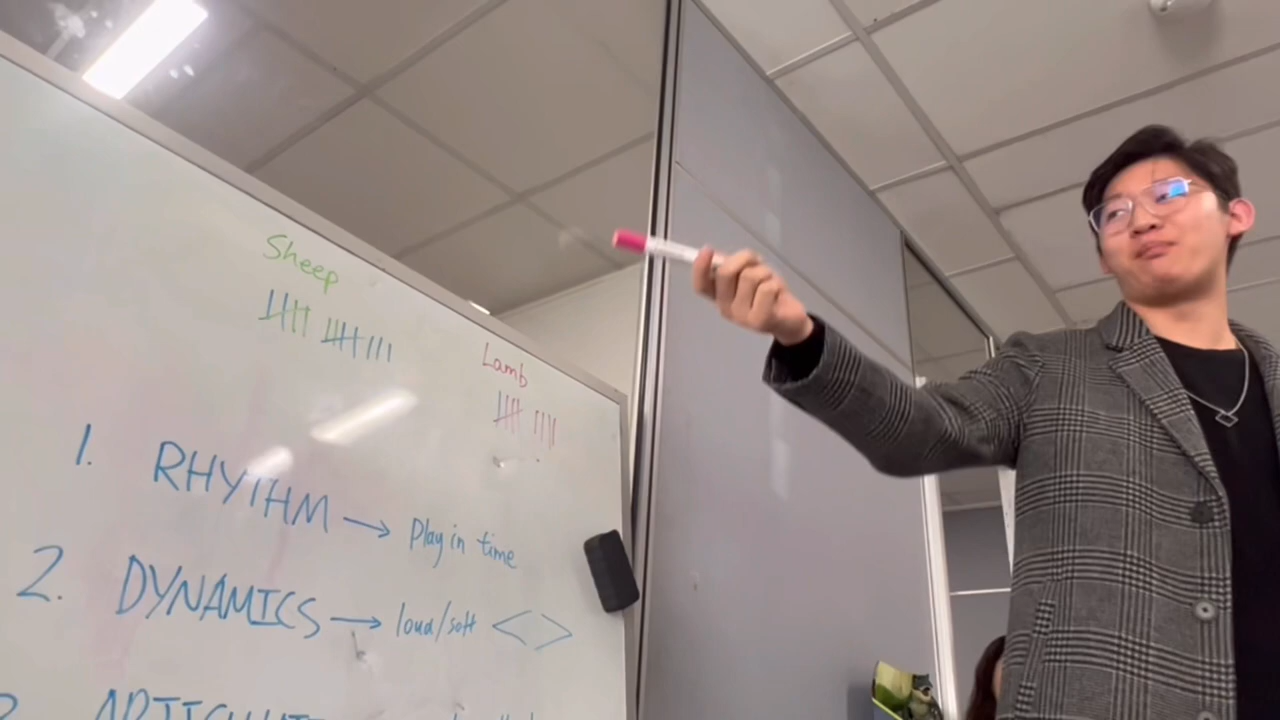 Sheep
Lamb
1. RHYTHM → Play in time
2. DYNAMICS → loud/soft <>